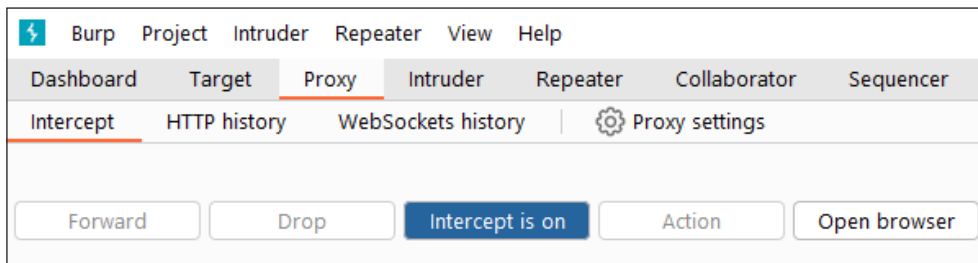 Burp Project Intruder Repeater View Help
Dashboard Target Proxy Intruder Repeater Collaborator Sequencer
Intercept HTTP history WebSockets history Proxy settings
Forward Drop Intercept is on Action Open browser